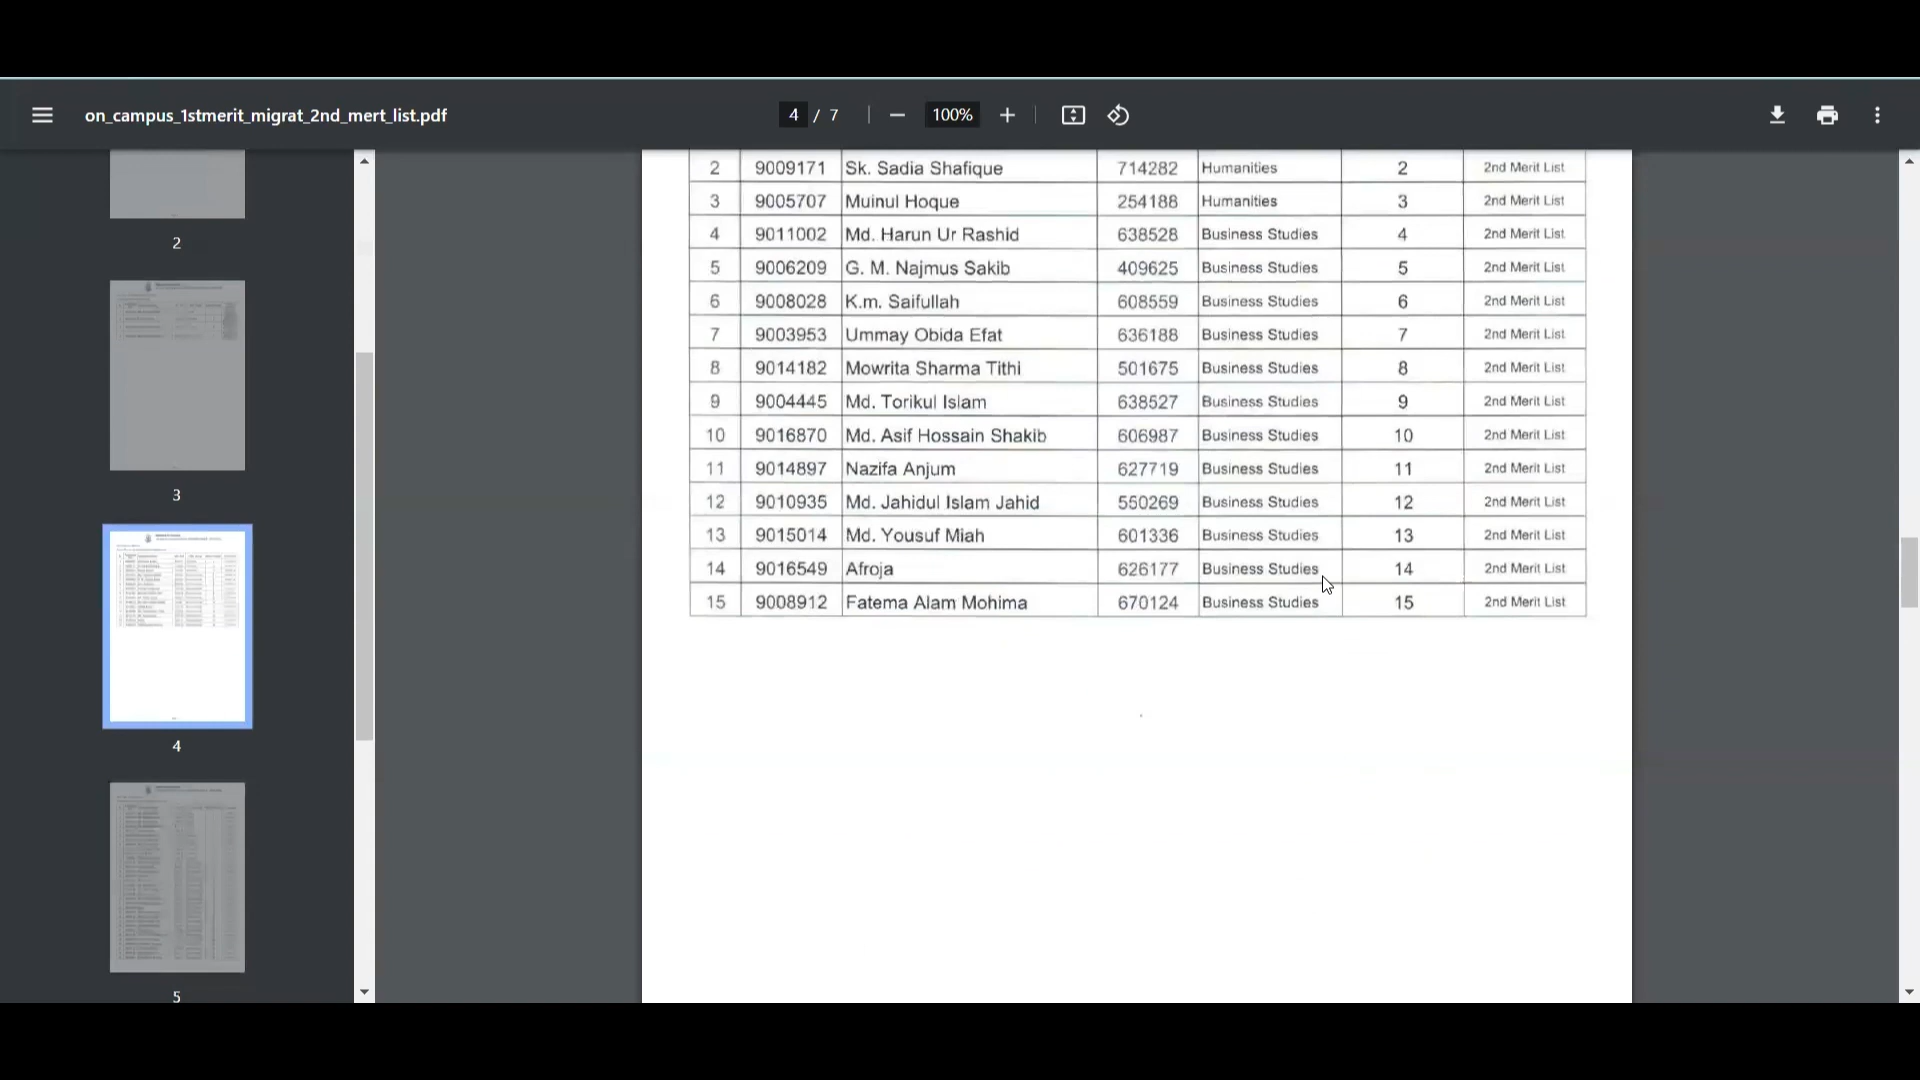 on_campus_1stmerit_migrat_2nd_mert_list.pdf
4 / 7
100%
2 9009171 Sk. Sadia Shafique 714282 Humanities 2 2nd Merit List
3 9005707 Muinul Hoque 254188 Humanities 3 2nd Merit List
4 9011002 Md. Harun Ur Rashid 638528 Business Studies 4 2nd Merit List
5 9006209 G. M. Najmus Sakib 409625 Business Studies 5 2nd Merit List
6 9008028 K.m. Saifullah 608559 Business Studies 6 2nd Merit List
7 9003953 Ummay Obida Efat 636188 Business Studies 7 2nd Merit List
8 9014182 Mowrita Sharma Tithi 501675 Business Studies 8 2nd Merit List
9 9004445 Md. Torikul Islam 638527 Business Studies 9 2nd Merit List
10 9016870 Md. Asif Hossain Shakib 606987 Business Studies 10 2nd Merit List
11 9014897 Nazifa Anjum 627719 Business Studies 11 2nd Merit List
12 9010935 Md. Jahidul Islam Jahid 550269 Business Studies 12 2nd Merit List
13 9015014 Md. Yousuf Miah 601336 Business Studies 13 2nd Merit List
14 9016549 Afroja 626177 Business Studies 14 2nd Merit List
15 9008912 Fatema Alam Mohima 670124 Business Studies 15 2nd Merit List
2
3
4
5